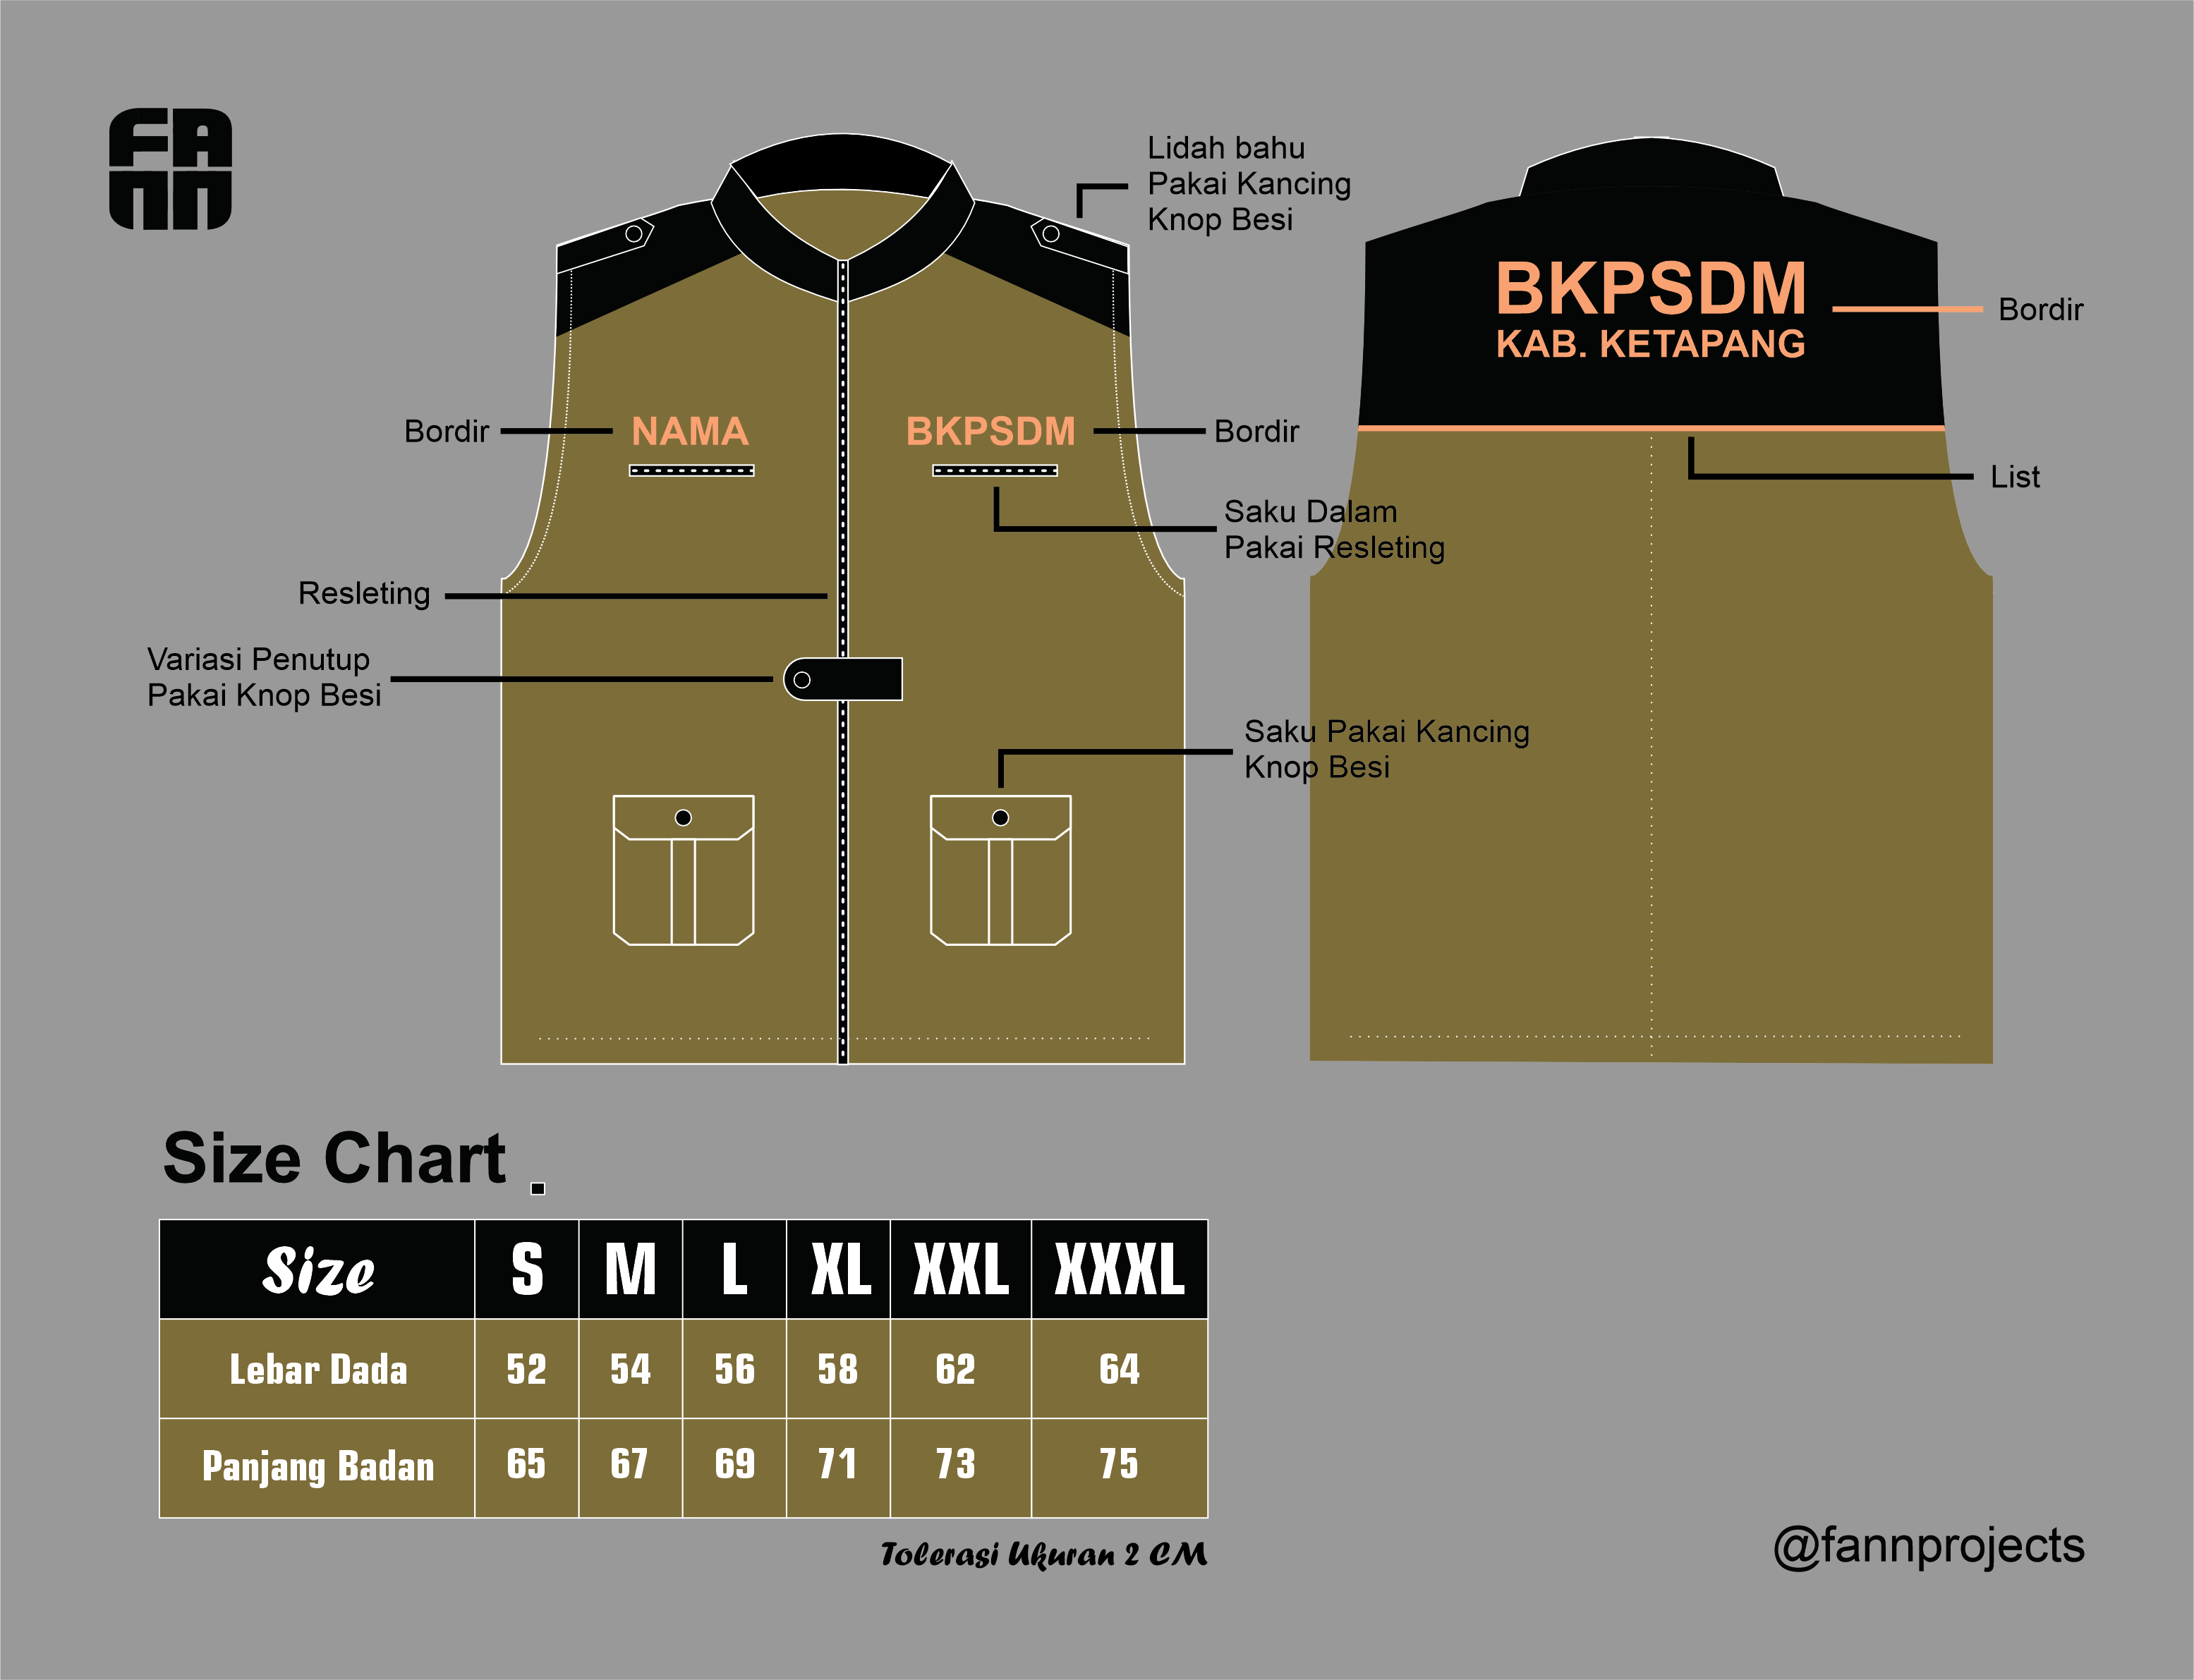 FA
NN
Lidah bahu
Pakai Kancing
Knop Besi
BKPSDM
KAB. KETAPANG
Bordir
Bordir
NAMA
BKPSDM
Bordir
List
Saku Dalam
Pakai Resleting
Resleting
Variasi Penutup
Pakai Knop Besi
Saku Pakai Kancing
Knop Besi
Size Chart
Size S M L XL XXL XXXL
Lebar Dada 52 54 56 58 62 64
Panjang Badan 65 67 69 71 73 75
Tolerasi Ukuran 2 CM
@fannprojects